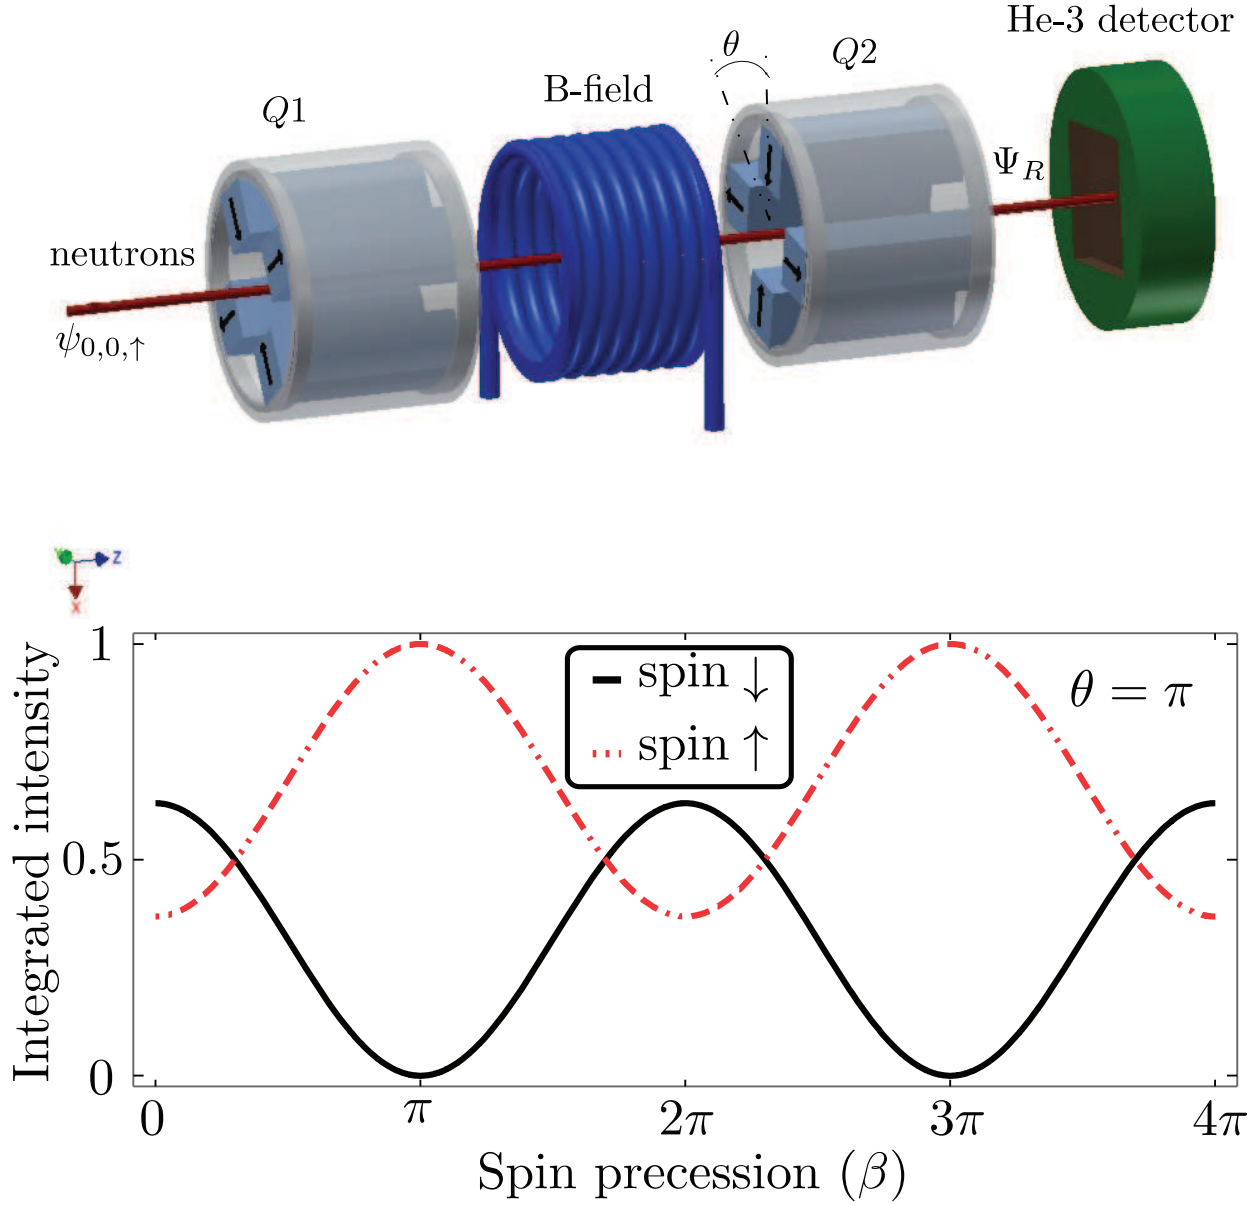 He-3 detector
θ
Q2
B-field
Q1
Ψ_R
neutrons
ψ_{0,0,↑}
Z
X
Integrated intensity
1
0.5
0
spin ↓
spin ↑
θ = π
0 π 2π 3π 4π
Spin precession (β)